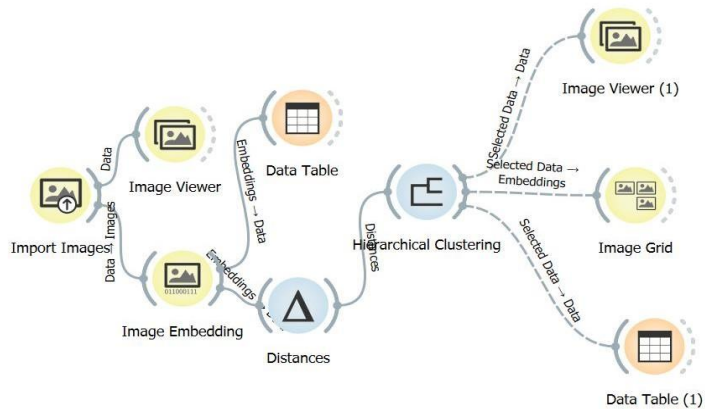 Image Viewer (1)
Selected Data → Data
Data
Image Viewer
Embeddings → Data
Data Table
Selected Data →
Embeddings
Import Images
Data → Images
Distances
Hierarchical Clustering
Image Grid
Selected Data → Data
011000111
Image Embedding
Embeddings →
Distances
Data Table (1)